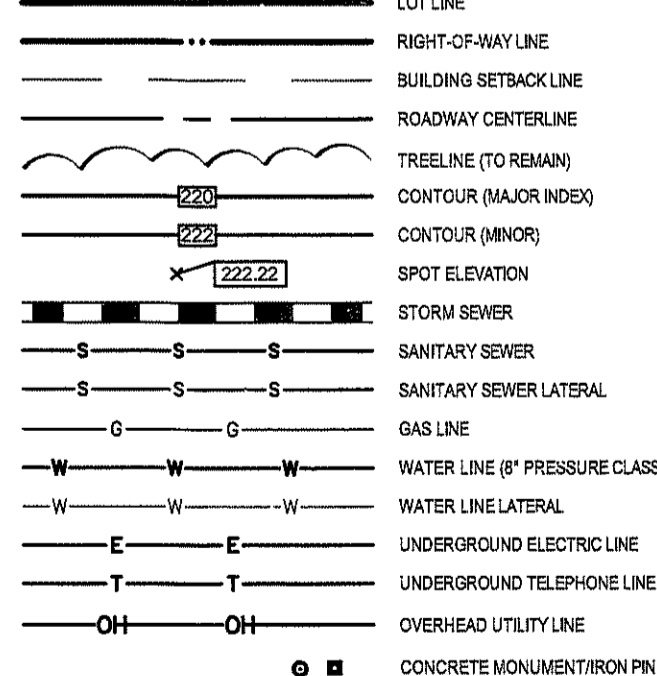 LOT LINE
RIGHT-OF-WAY LINE
BUILDING SETBACK LINE
ROADWAY CENTERLINE
TREELINE (TO REMAIN)
220 CONTOUR (MAJOR INDEX)
222 CONTOUR (MINOR)
222.22 SPOT ELEVATION
STORM SEWER
S S S SANITARY SEWER
S S S SANITARY SEWER LATERAL
G G GAS LINE
W W W WATER LINE (8" PRESSURE CLASS
W W W WATER LINE LATERAL
E E UNDERGROUND ELECTRIC LINE
T T UNDERGROUND TELEPHONE LINE
OH OH OVERHEAD UTILITY LINE
CONCRETE MONUMENT/IRON PIN